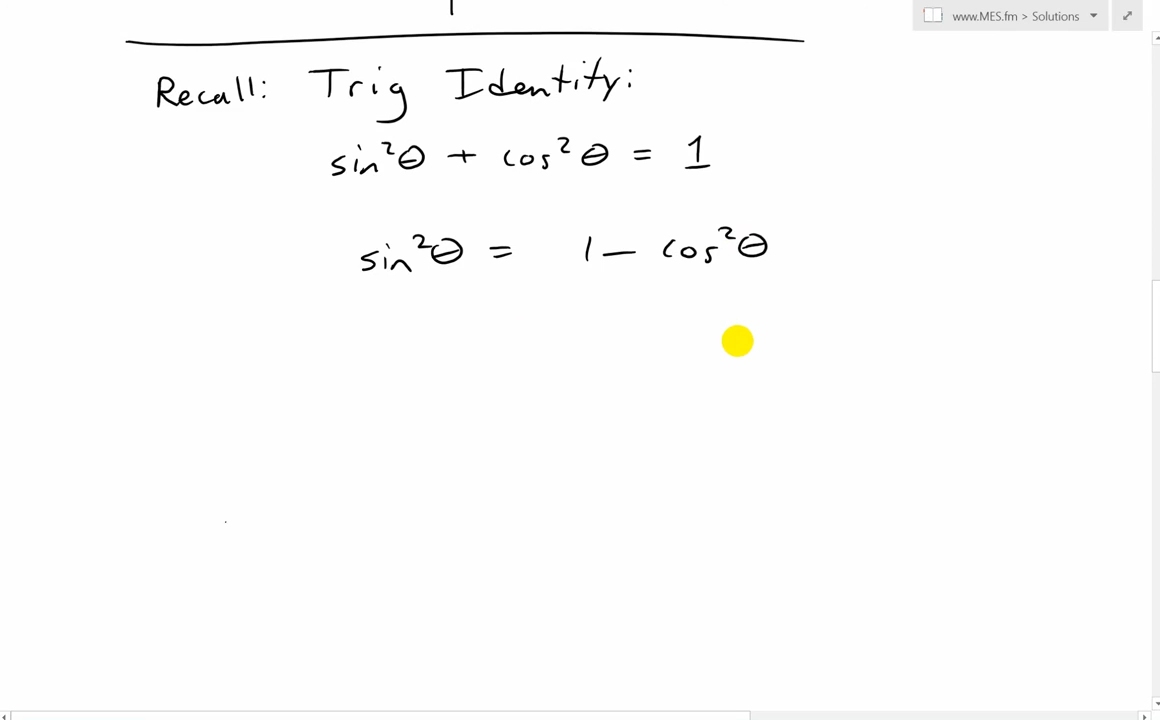 www.MES.fm > Solutions
Recall: Trig Identity:
sin²θ + cos²θ = 1
sin²θ = 1 – cos²θ